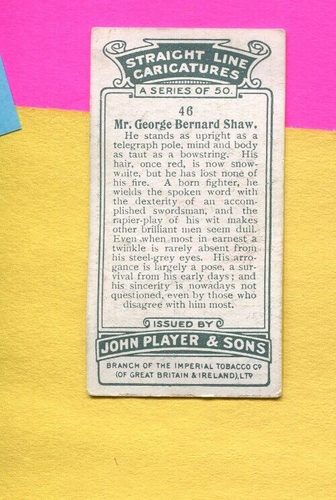 STRAIGHT LINE
CARICATURES
A SERIES OF 50.
46
Mr. George Bernard Shaw.
He stands as upright as a
telegraph pole, mind and body
as taut as a bowstring. His
hair, once red, is now snow-
white, but he has lost none of
his fire. A born fighter, he
wields the spoken word with
the dexterity of an accom-
plished swordsman, and the
rapier-play of his wit makes
other brilliant men seem dull.
Even when most in earnest a
twinkle is rarely absent from
his steel-grey eyes. His arro-
gance is largely a pose, a sur-
vival from his early days; and
his sincerity is nowadays not
questioned, even by those who
disagree with him most.
ISSUED BY
JOHN PLAYER & SONS
BRANCH OF THE IMPERIAL TOBACCO Co
(OF GREAT BRITAIN & IRELAND), LTD